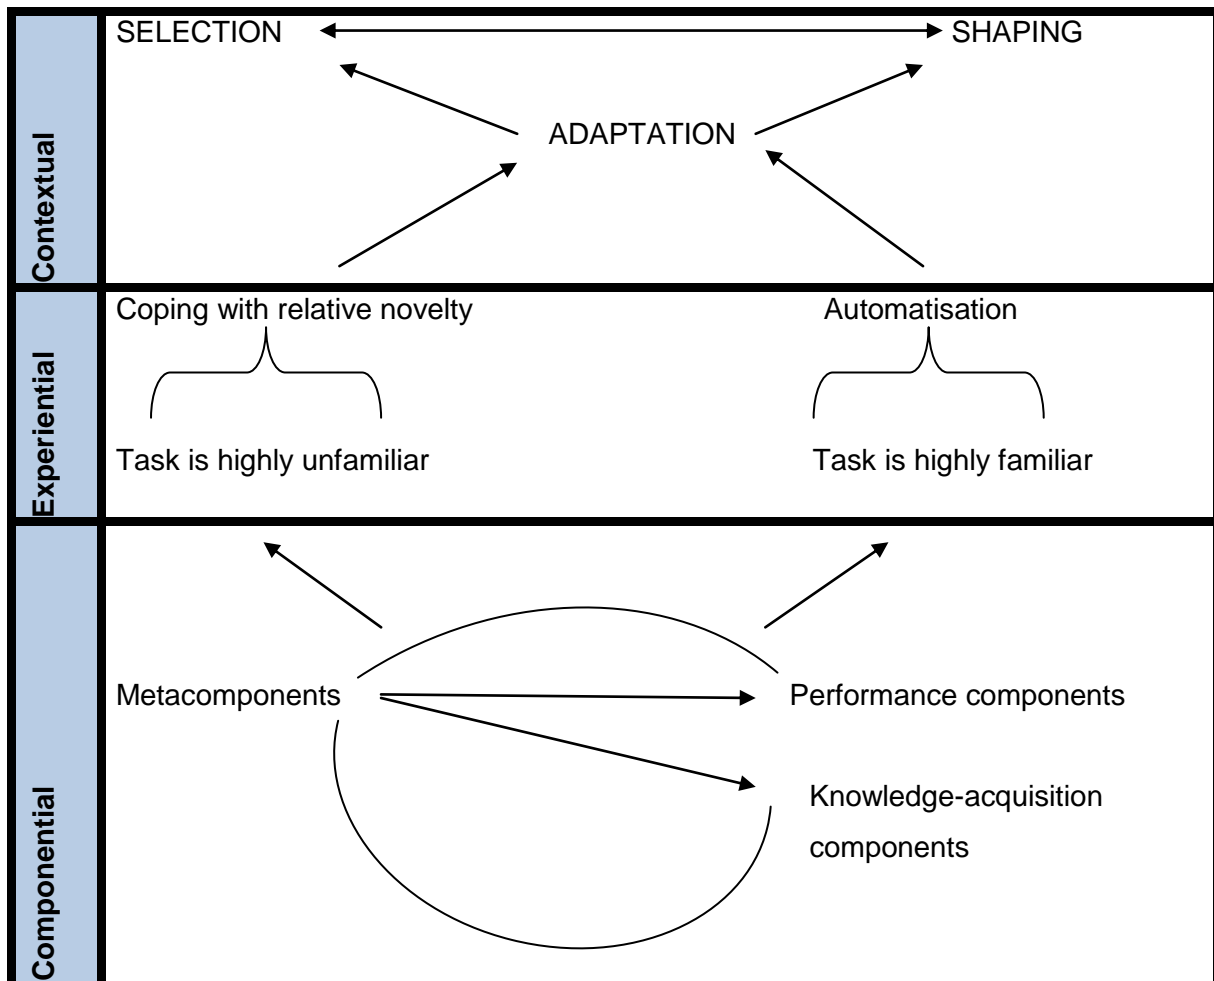 Contextual
SELECTION
SHAPING
ADAPTATION
Experiential
Coping with relative novelty
Automatisation
Task is highly unfamiliar
Task is highly familiar
Componential
Metacomponents
Performance components
Knowledge-acquisition
components